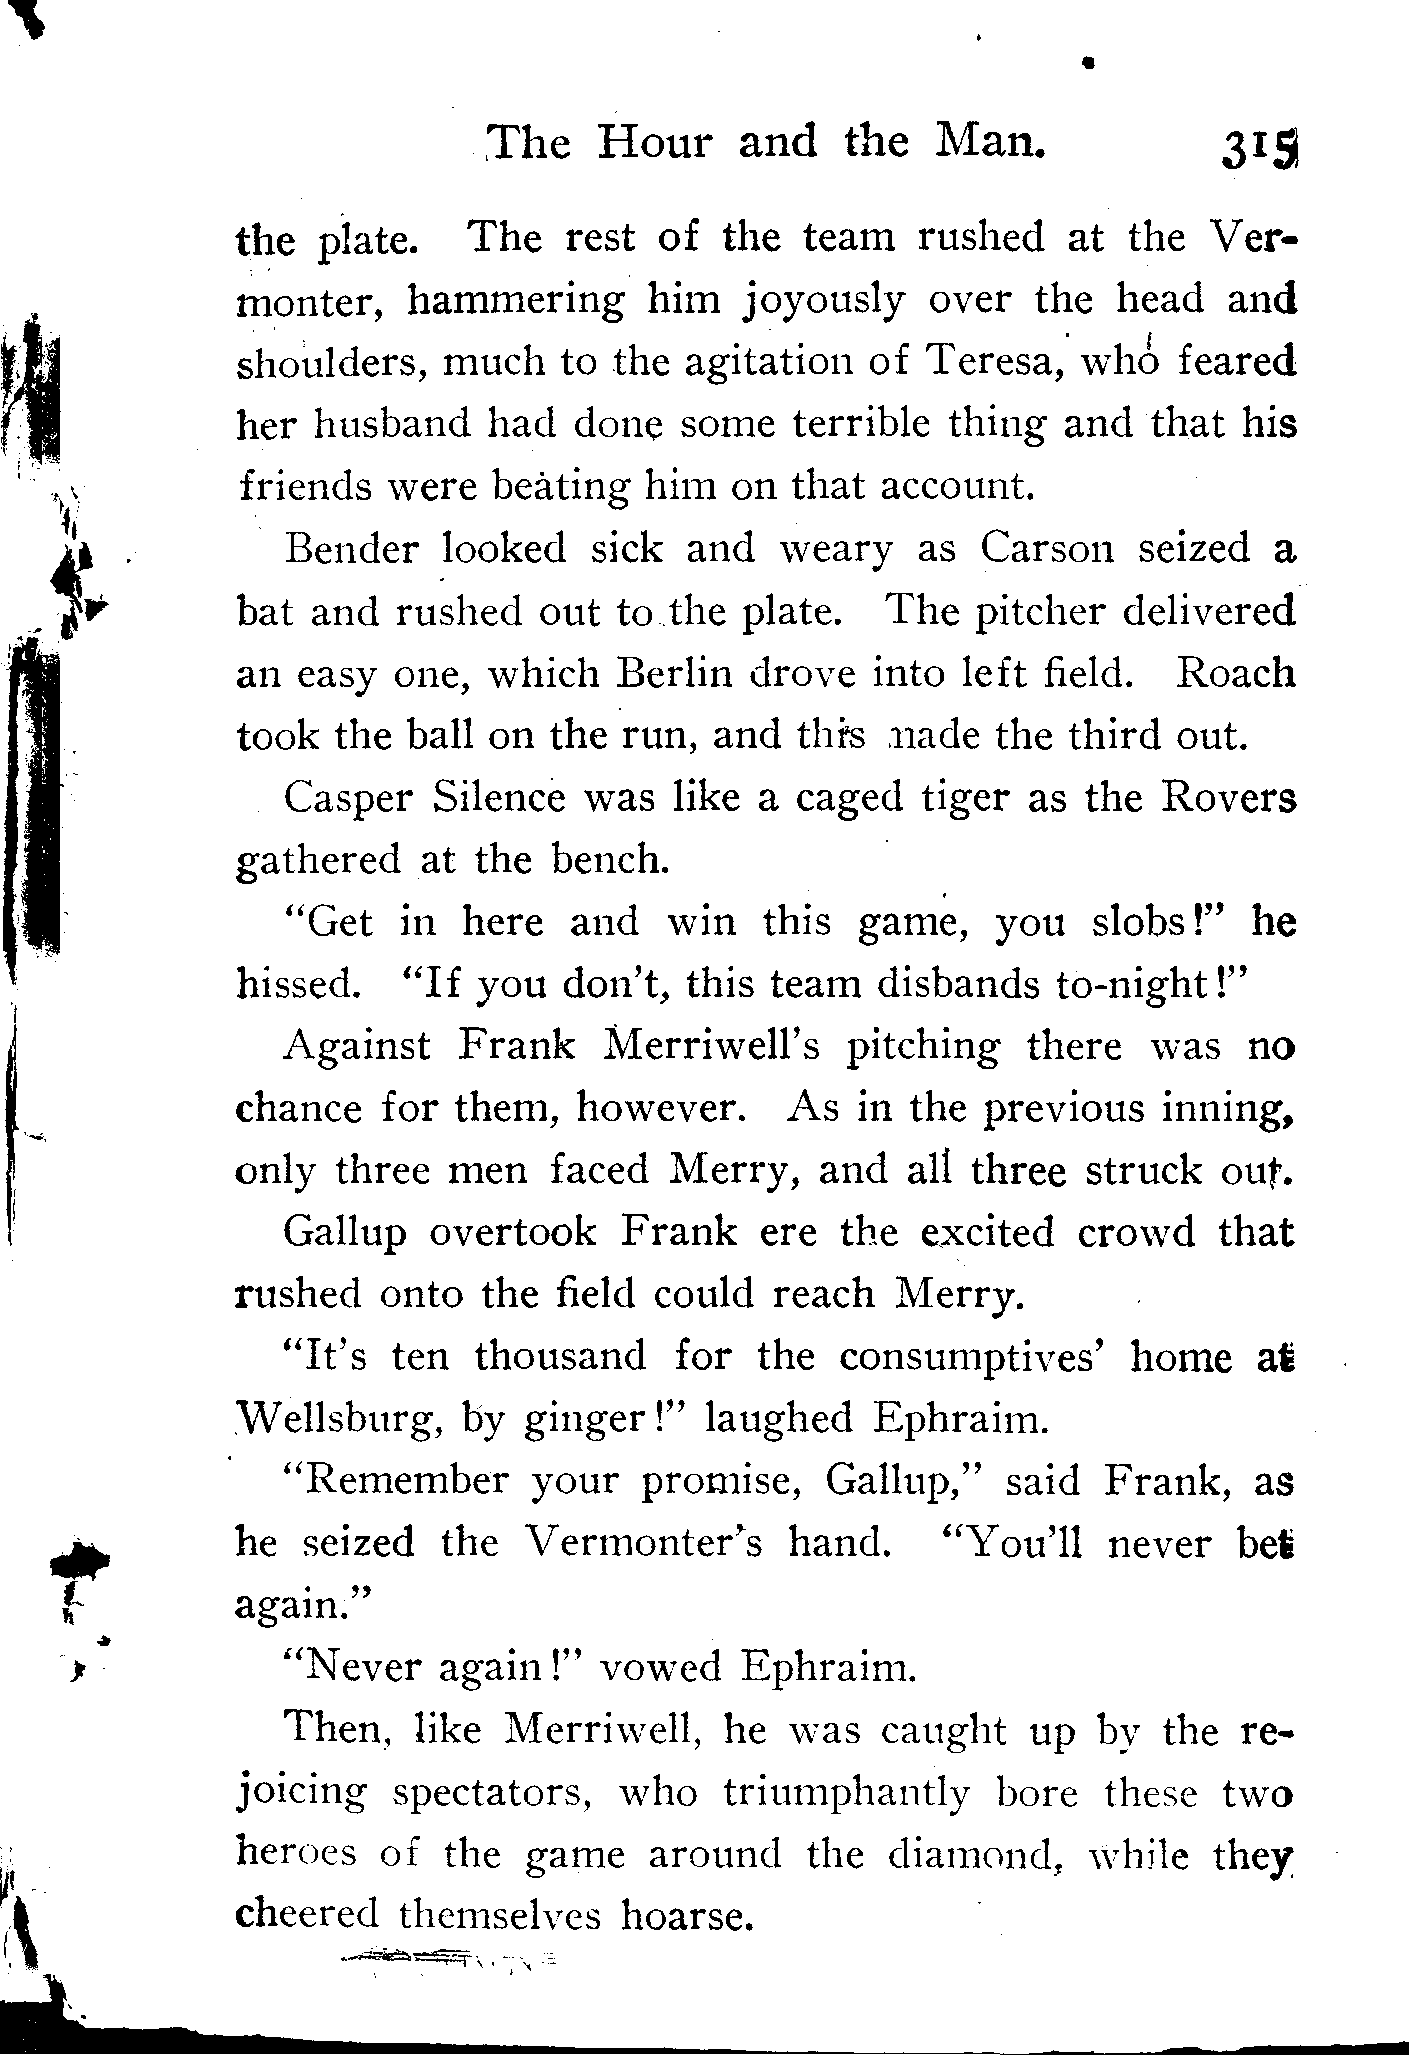 The Hour and the Man. 315
the plate. The rest of the team rushed at the Ver-
monter, hammering him joyously over the head and
shoulders, much to the agitation of Teresa, who feared
her husband had done some terrible thing and that his
friends were beating him on that account.
Bender looked sick and weary as Carson seized a
bat and rushed out to the plate. The pitcher delivered
an easy one, which Berlin drove into left field. Roach
took the ball on the run, and this made the third out.
Casper Silence was like a caged tiger as the Rovers
gathered at the bench.
"Get in here and win this game, you slobs!" he
hissed. "If you don't, this team disbands to-night!"
Against Frank Merriwell's pitching there was no
chance for them, however. As in the previous inning,
only three men faced Merry, and all three struck out.
Gallup overtook Frank ere the excited crowd that
rushed onto the field could reach Merry.
"It's ten thousand for the consumptives' home at
Wellsburg, by ginger!" laughed Ephraim.
"Remember your promise, Gallup," said Frank, as
he seized the Vermonter's hand. "You'll never bet
again."
"Never again!" vowed Ephraim.
Then, like Merriwell, he was caught up by the re-
joicing spectators, who triumphantly bore these two
heroes of the game around the diamond, while they
cheered themselves hoarse.